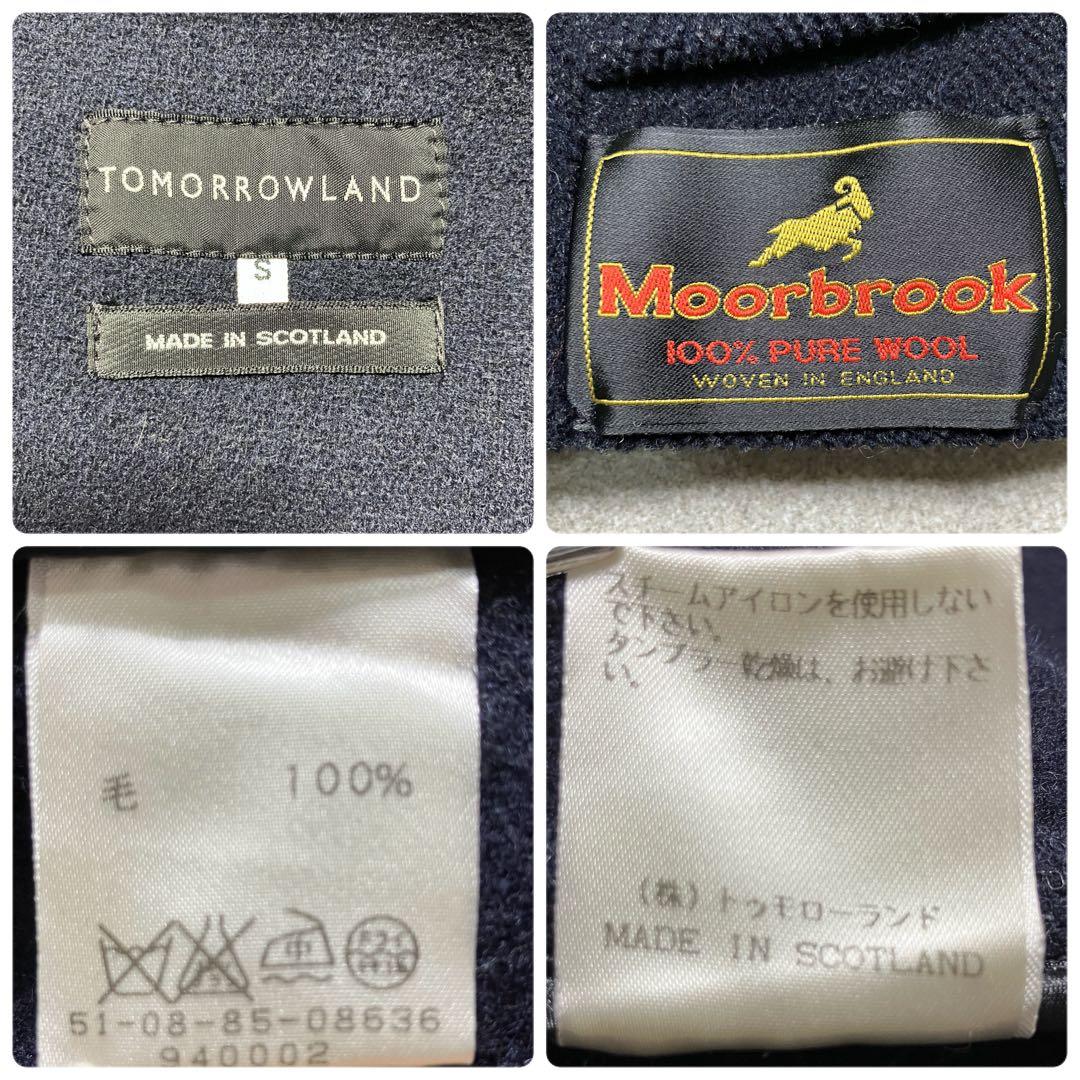 TOMORROWLAND
S
MADE IN SCOTLAND
Moorbrook
100% PURE WOOL
WOVEN IN ENGLAND
毛 100%
中
51-08-85-08636
940002
スチームアイロンを使用しない
で下さい。
タンブラー乾燥は、お避け下さ
い。
(株)トゥモローランド
MADE IN SCOTLAND